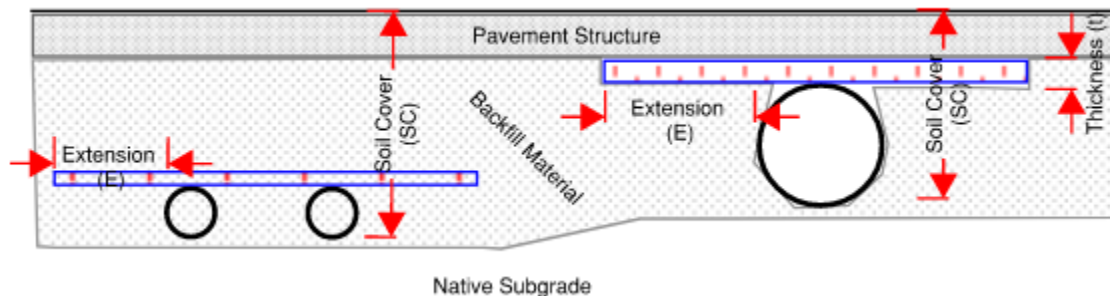 Pavement Structure
Thickness (t)
Soil Cover
(SC)
Soil Cover
(SC)
Backfill Material
Extension
(E)
Extension
(E)
Native Subgrade